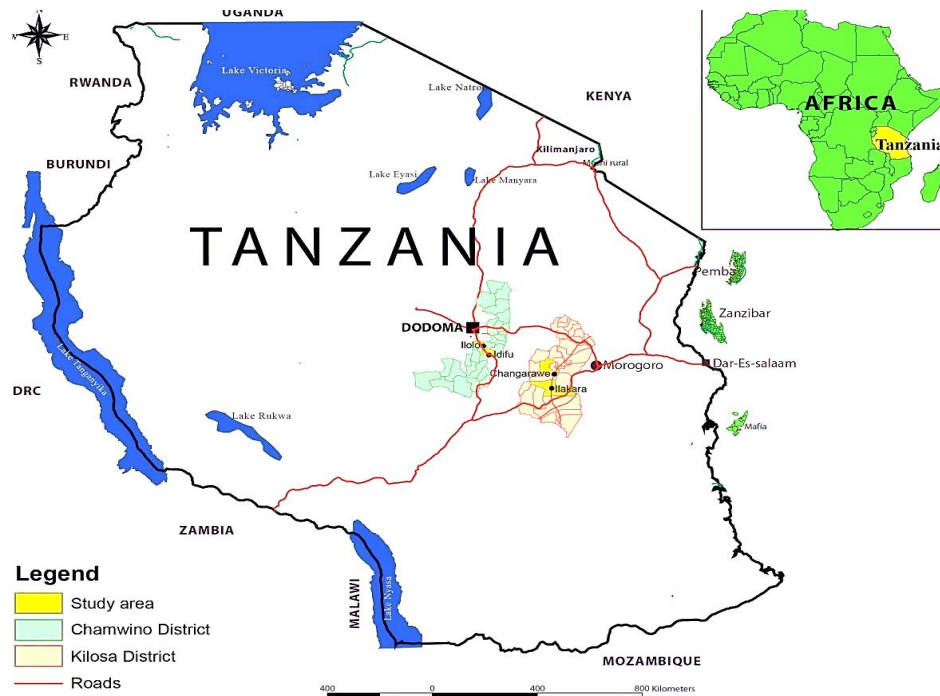 UGANDA
N
W E
S
RWANDA
Lake Victoria
Lake Natron
KENYA
AFRICA
Tanzania
BURUNDI
Kilimanjaro
Moshi rural
Lake Eyasi
Lake Manyara
TANZANIA
Pemba
Zanzibar
DODOMA
Ilolo
Idifu
Changarawe
Morogoro
Dar-Es-salaam
Ilakara
DRC
Lake Tanganyika
Lake Rukwa
Mafia
ZAMBIA
MALAWI
Lake Nyasa
MOZAMBIQUE
Legend
Study area
Chamwino District
Kilosa District
Roads
400 0 400 800 Kilometers